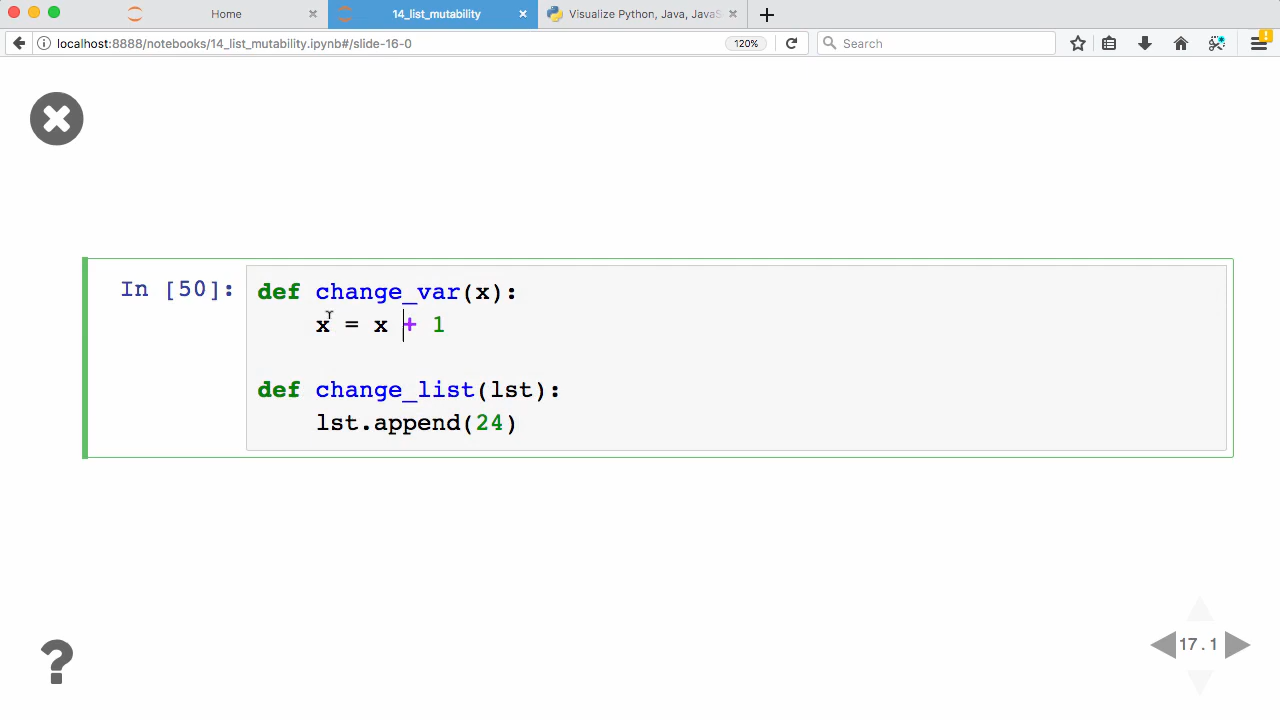 Home
14_list_mutability
Visualize Python, Java, JavaS
localhost:8888/notebooks/14_list_mutability.ipynb#/slide-16-0
120%
Search
In [50]:
def change_var(x):
    x = x + 1
def change_list(lst):
    lst.append(24)
?
17.1